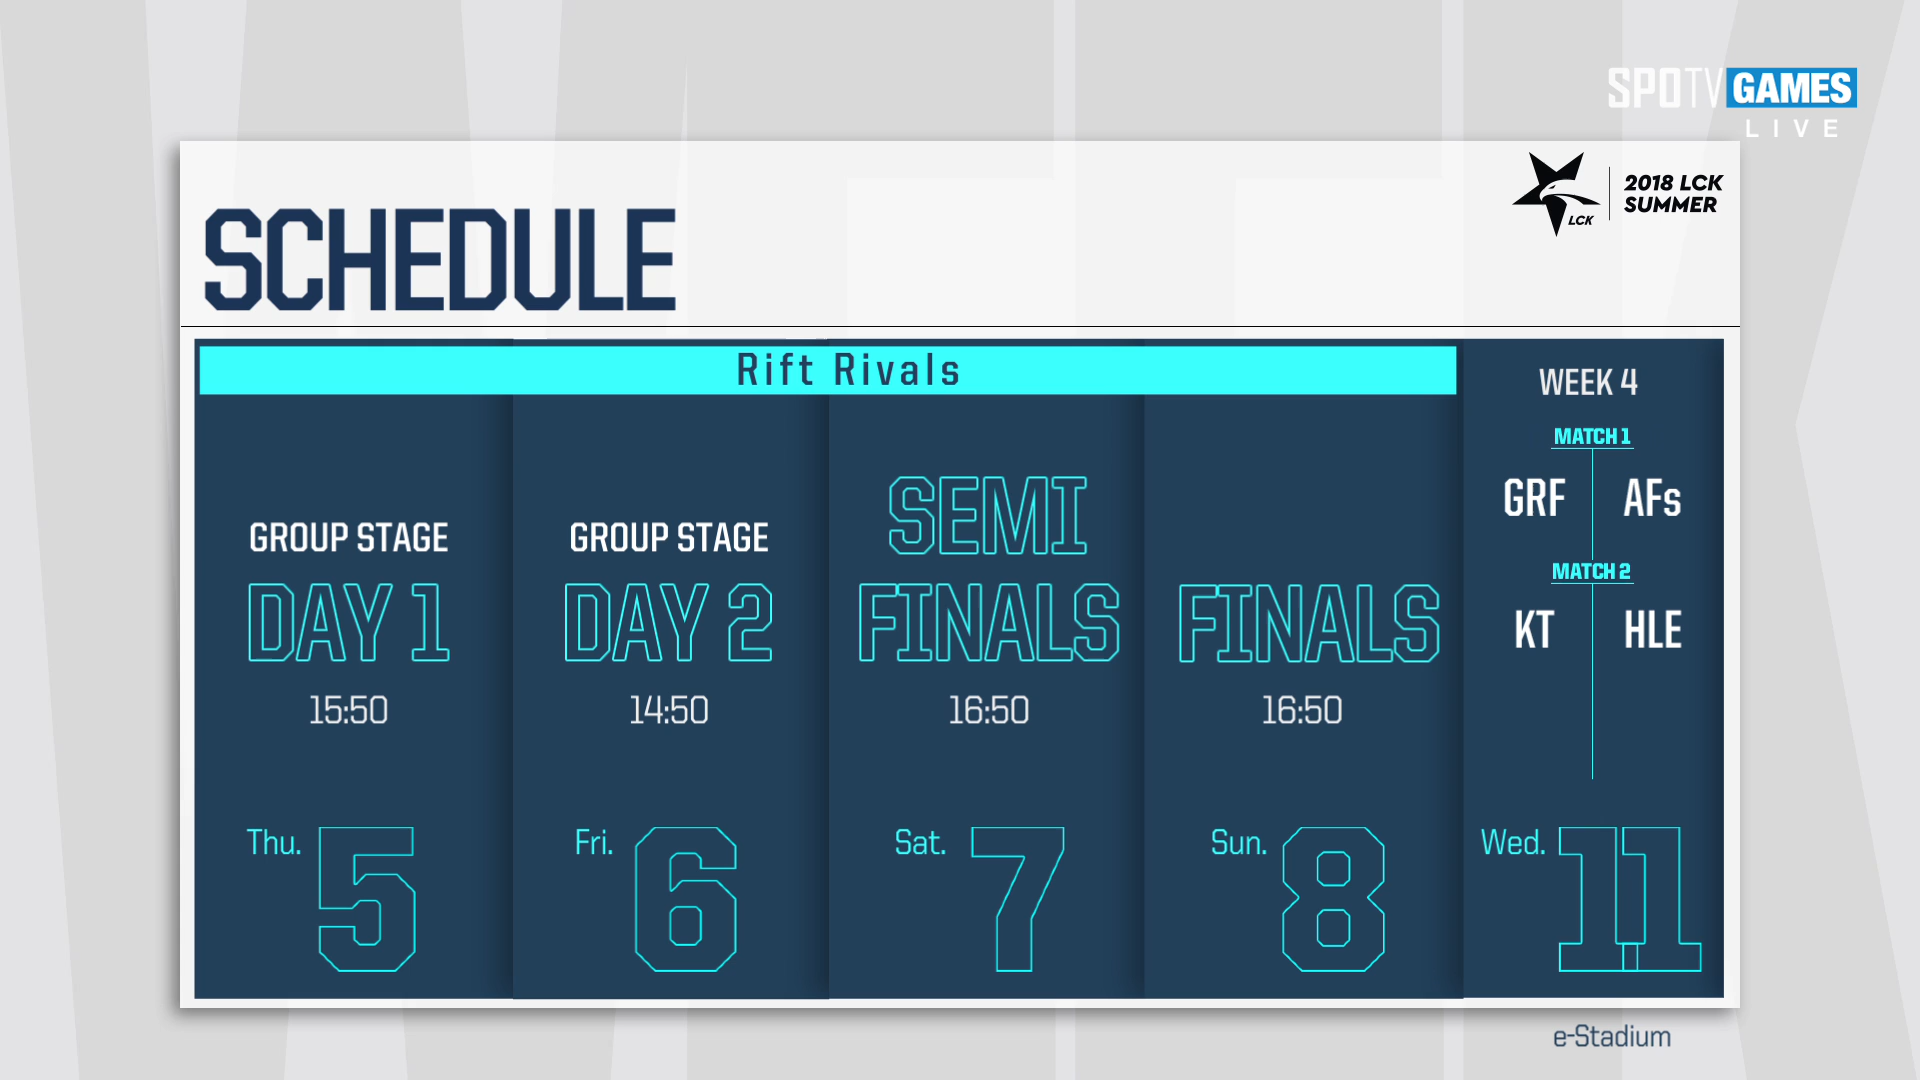 SPOTV GAMES
LIVE
LCK
2018 LCK
SUMMER
SCHEDULE
Rift Rivals
GROUP STAGE
DAY 1
15:50
Thu. 5
GROUP STAGE
DAY 2
14:50
Fri. 6
SEMI
FINALS
16:50
Sat. 7
FINALS
16:50
Sun. 8
WEEK 4
MATCH 1
GRF AFs
MATCH 2
KT HLE
Wed. 11
e-Stadium